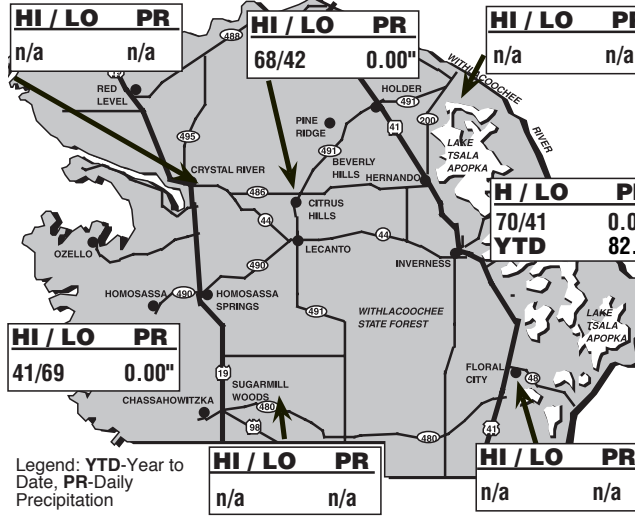 HI / LO PR
n/a n/a
HI / LO PR
68/42 0.00"
HI / LO
n/a n/a
488
19
RED
LEVEL
WITHLACOOCHEE
RIVER
HOLDER
491
PINE
RIDGE
41
200
495
491
LAKE
TSALA
APOPKA
CRYSTAL RIVER
BEVERLY
HILLS
HERNANDO
486
CITRUS
HILLS
H / LO
70/41
YTD
44
44
OZELLO
LECANTO
INVERNESS
490
HOMOSASSA
490
HOMOSASSA
SPRINGS
491
WITHLACOOCHEE
STATE FOREST
LAKE
TSALA
APOPKA
HI / LO PR
41/69 0.00"
19
FLORAL
CITY
48
SUGARMILL
WOODS
CHASSAHOWITZKA
480
98
480
41
Legend: YTD-Year to
Date, PR-Daily
Precipitation
HI / LO PR
n/a n/a
HI / LO PR
n/a n/a